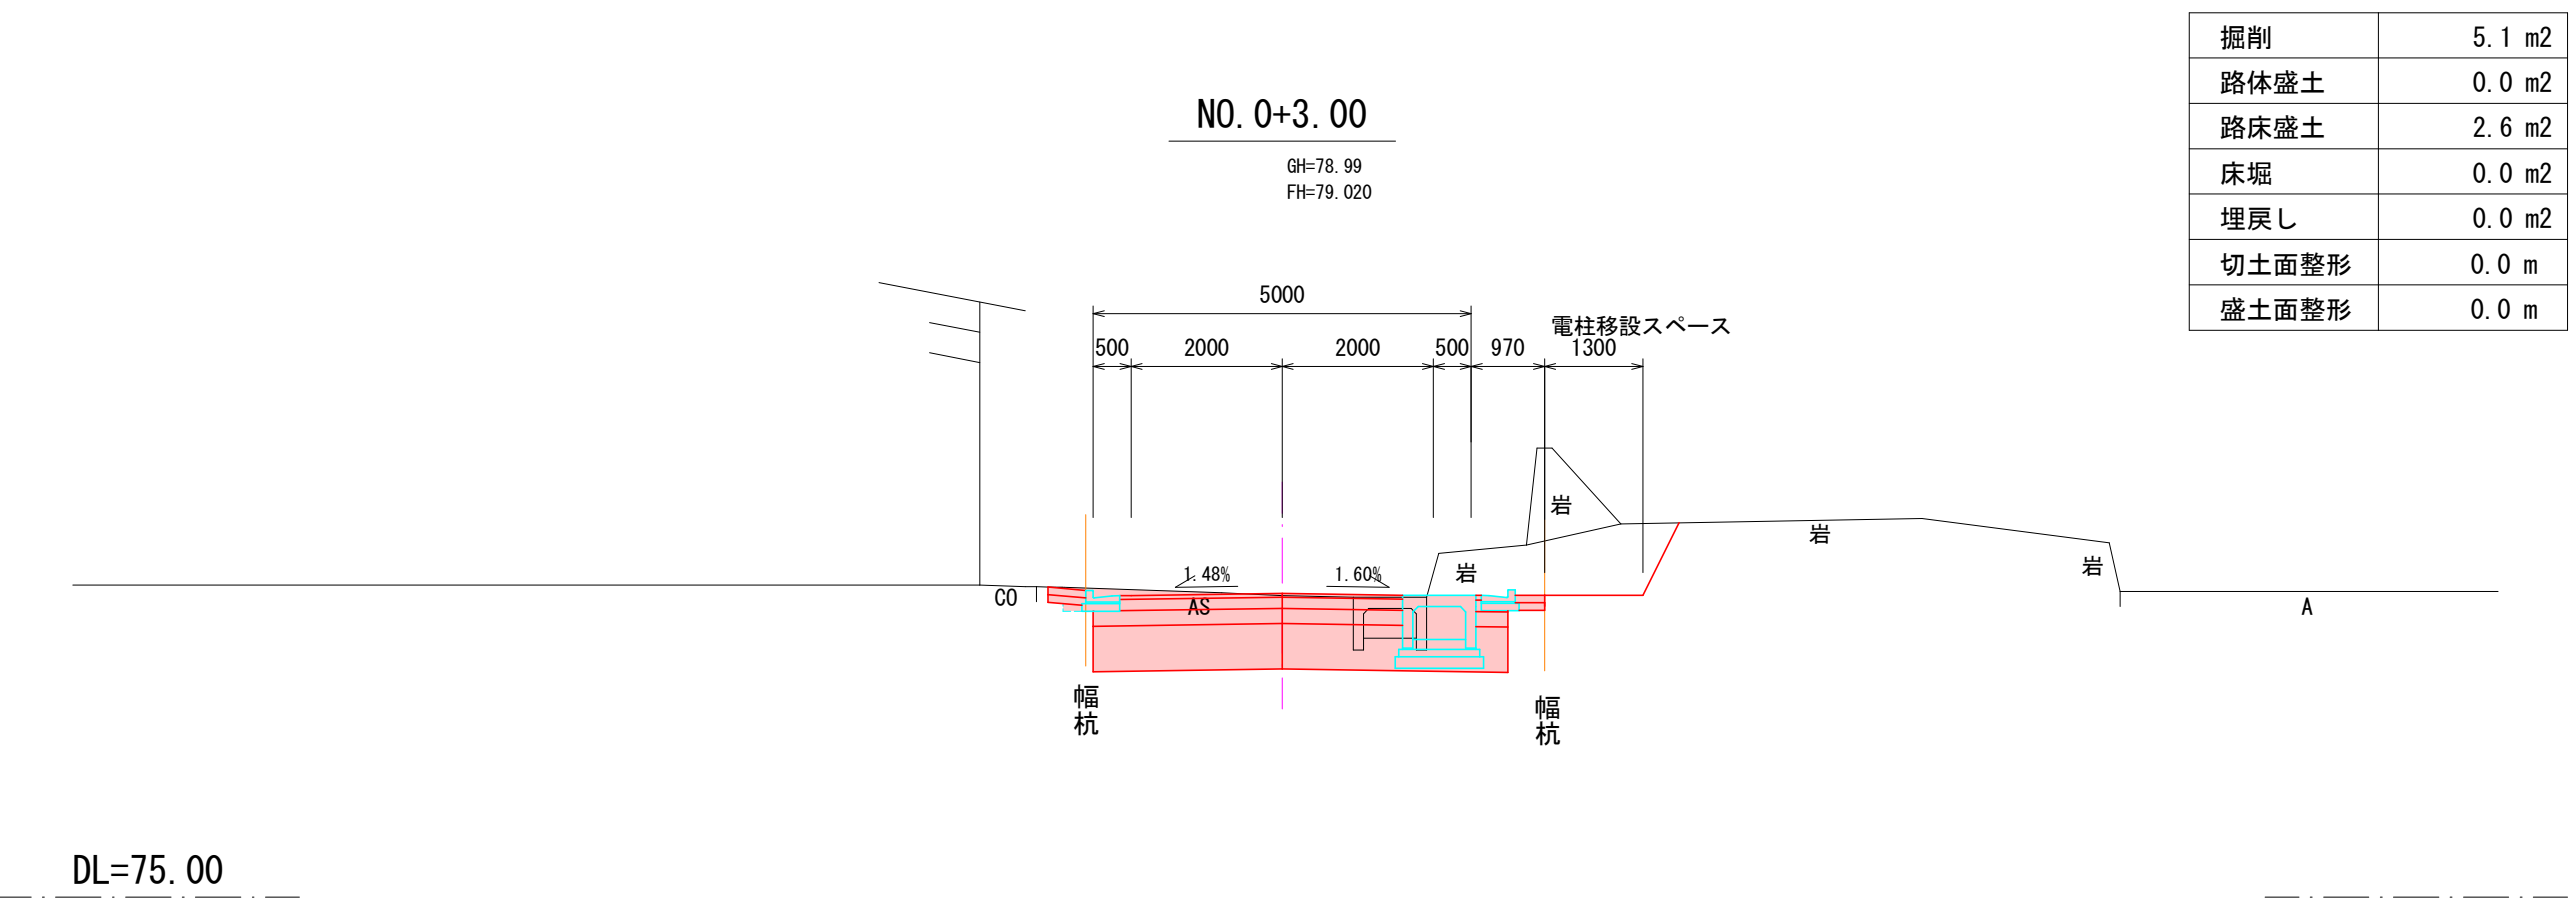 掘削 5.1 m2
路体盛土 0.0 m2
路床盛土 2.6 m2
床堀 0.0 m2
埋戻し 0.0 m2
切土面整形 0.0 m
盛土面整形 0.0 m
NO.0+3.00
GH=78.99
FH=79.020
5000
電柱移設スペース
500 2000 2000 500 970 1300
岩
岩
岩
岩
1.48% 1.60%
CO
AS
A
幅杭
幅杭
DL=75.00